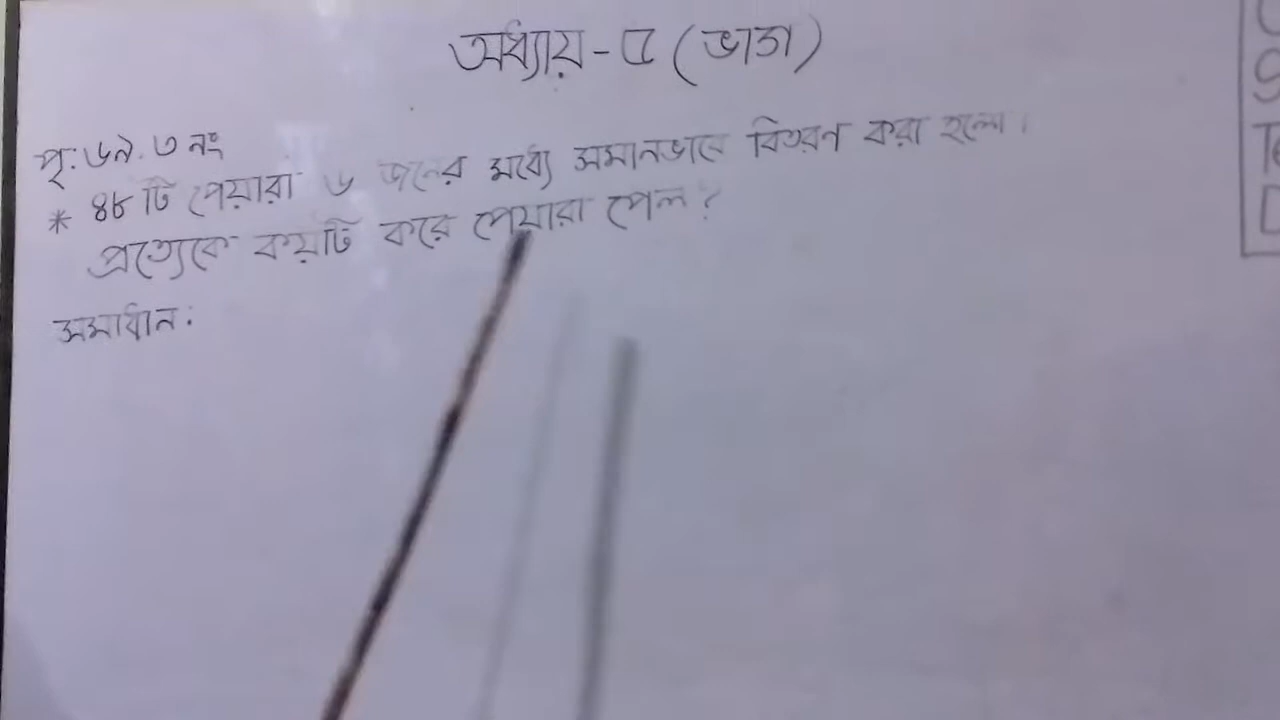 অধ্যায় - ৫ (ভাগ)
পৃ: ৬৯. ৩ নং
* ৪৮ টি পেয়ারা ৬ জনের মধ্যে সমানভাবে বিতরণ করা হলো।
প্রত্যেকে কয়টি করে পেয়ারা পেল?
সমাধান: